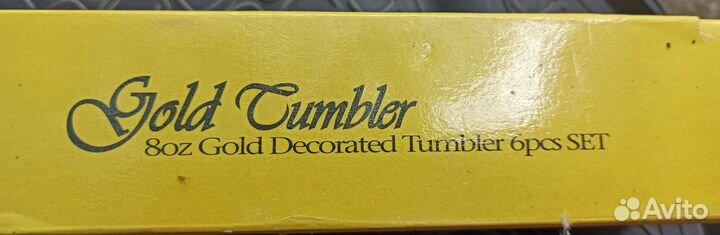 Gold Tumbler
8oz Gold Decorated Tumbler 6pcs SET
Avito